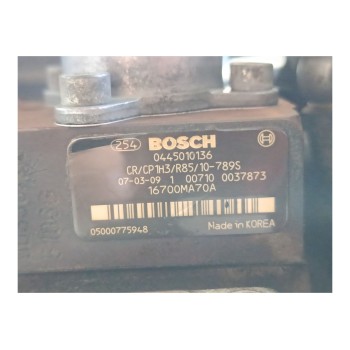 254 BOSCH
0445010136
CR/CP1H3/R85/10-789S
07-03-09 1 00710 0037873
16700MA70A
05000775948 Made in KOREA